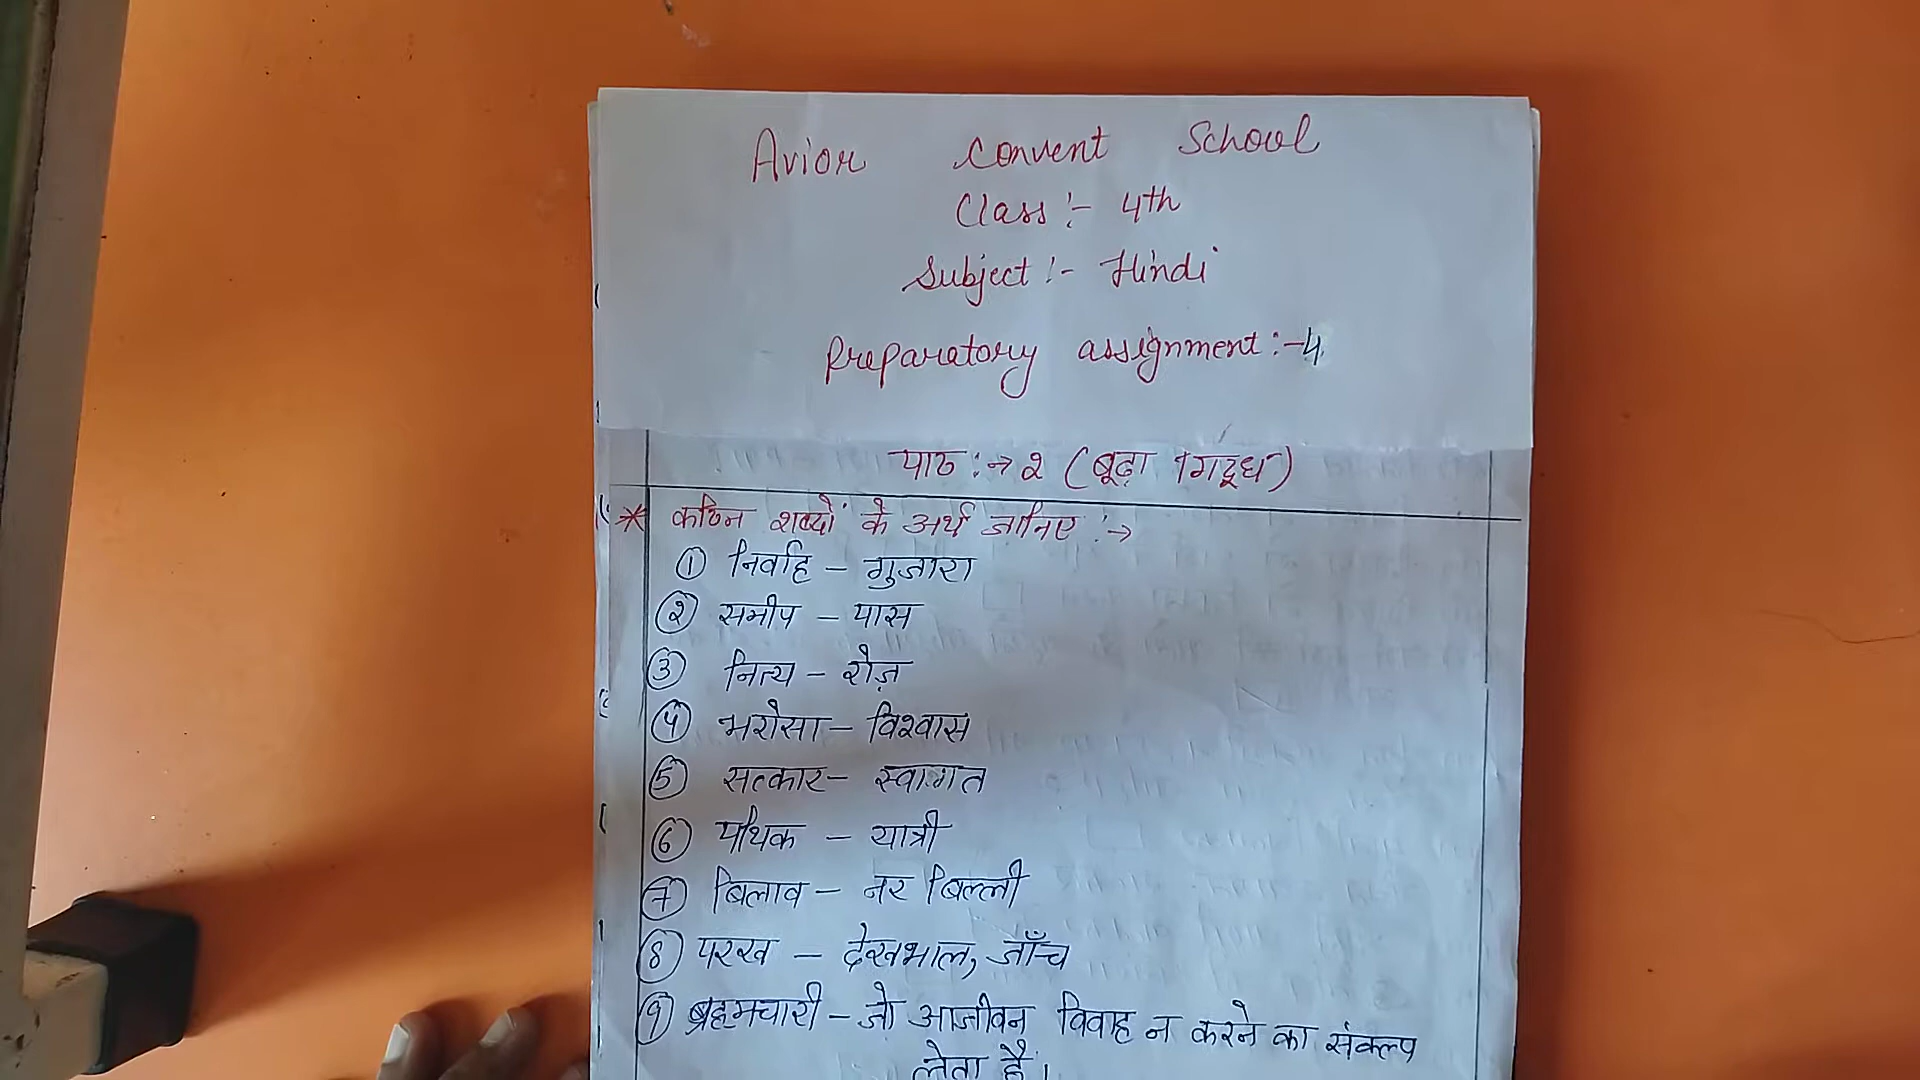 Avior Convent School
Class :- 4th
Subject :- Hindi
Preparatory assignment :- 4
पाठ :→ २ (बूढ़ा गिद्ध)
* कठिन शब्दों के अर्थ जानिए :→
① निर्वाह – गुजारा
② समीप – पास
③ नित्य – रोज़
④ भरोसा – विश्वास
⑤ सत्कार – स्वागत
⑥ पथिक – यात्री
⑦ बिलाव – नर बिल्ली
⑧ परख – देखभाल, जाँच
⑨ ब्रह्मचारी – जो आजीवन विवाह न करने का संकल्प
लेता है।